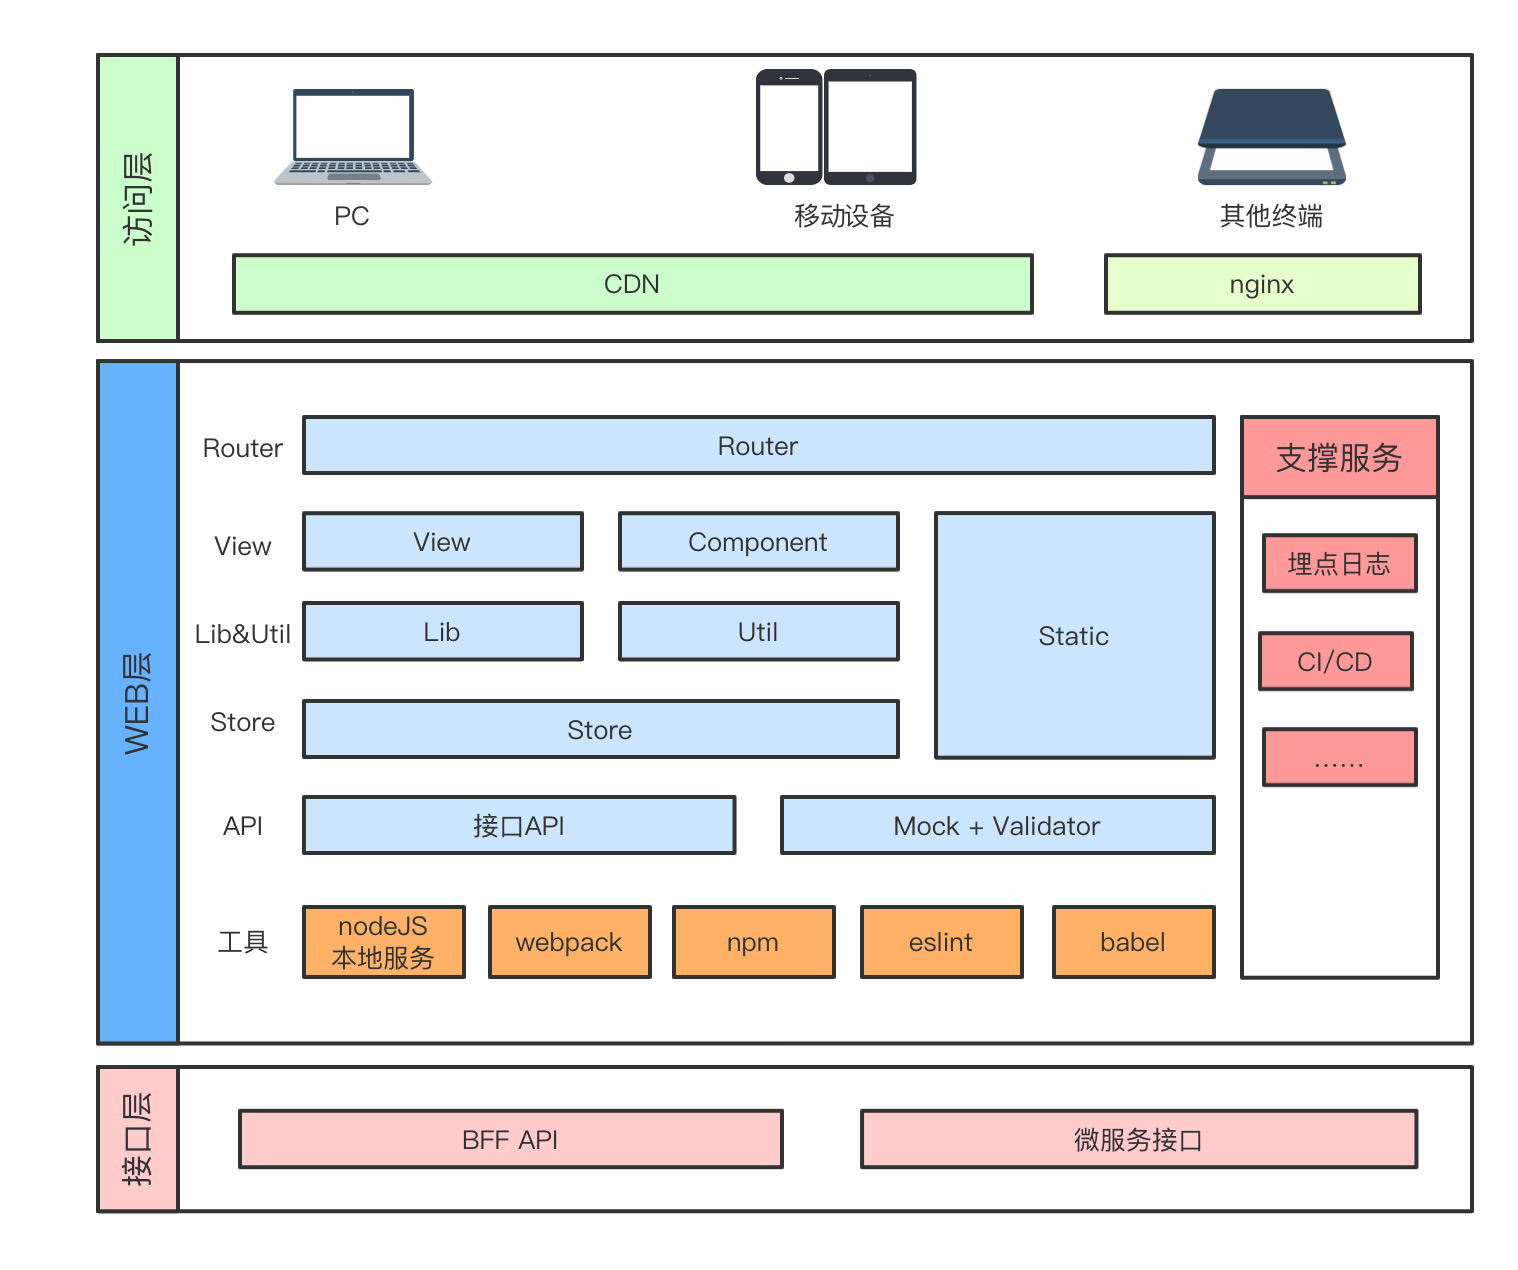 访问层
PC
移动设备
其他终端
CDN
nginx
WEB层
Router
Router
支撑服务
View
View
Component
Static
埋点日志
Lib&Util
Lib
Util
CI/CD
Store
Store
……
API
接口API
Mock + Validator
工具
nodeJS
本地服务
webpack
npm
eslint
babel
接口层
BFF API
微服务接口